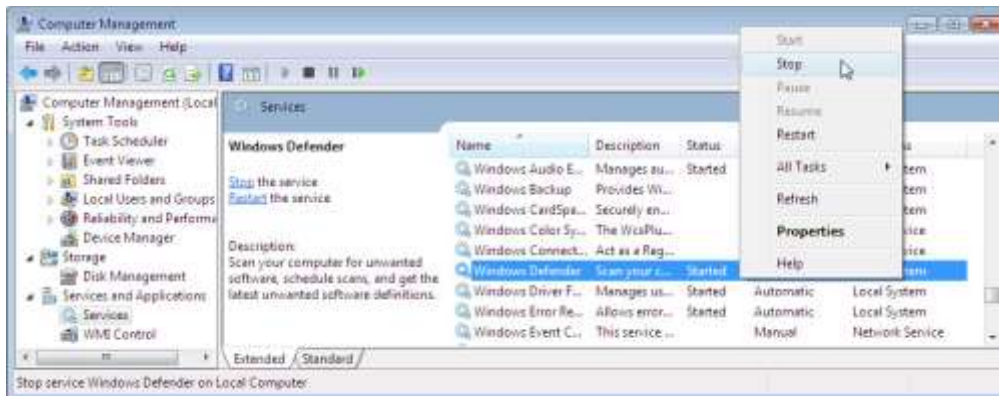 Computer Management
File Action View Help
Computer Management (Local
System Tools
Task Scheduler
Event Viewer
Shared Folders
Local Users and Groups
Reliability and Performa
Device Manager
Storage
Disk Management
Services and Applications
Services
WMI Control
Services
Windows Defender
Stop the service
Restart the service
Description:
Scan your computer for unwanted
software, schedule scans, and get the
latest unwanted software definitions.
Name Description Status
Windows Audio E... Manages au... Started tem
Windows Backup Provides Wi... tem
Windows CardSpa... Securely en... tem
Windows Color Sy... The WcsPlu... vice
Windows Connect... Act as a Reg... vice
Windows Defender Scan your c... Started
Windows Driver F... Manages us... Started Automatic Local System
Windows Error Re... Allows error... Started Automatic Local System
Windows Event C... This service ... Manual Network Service
Start
Stop
Pause
Resume
Restart
All Tasks
Refresh
Properties
Help
Extended Standard
Stop service Windows Defender on Local Computer